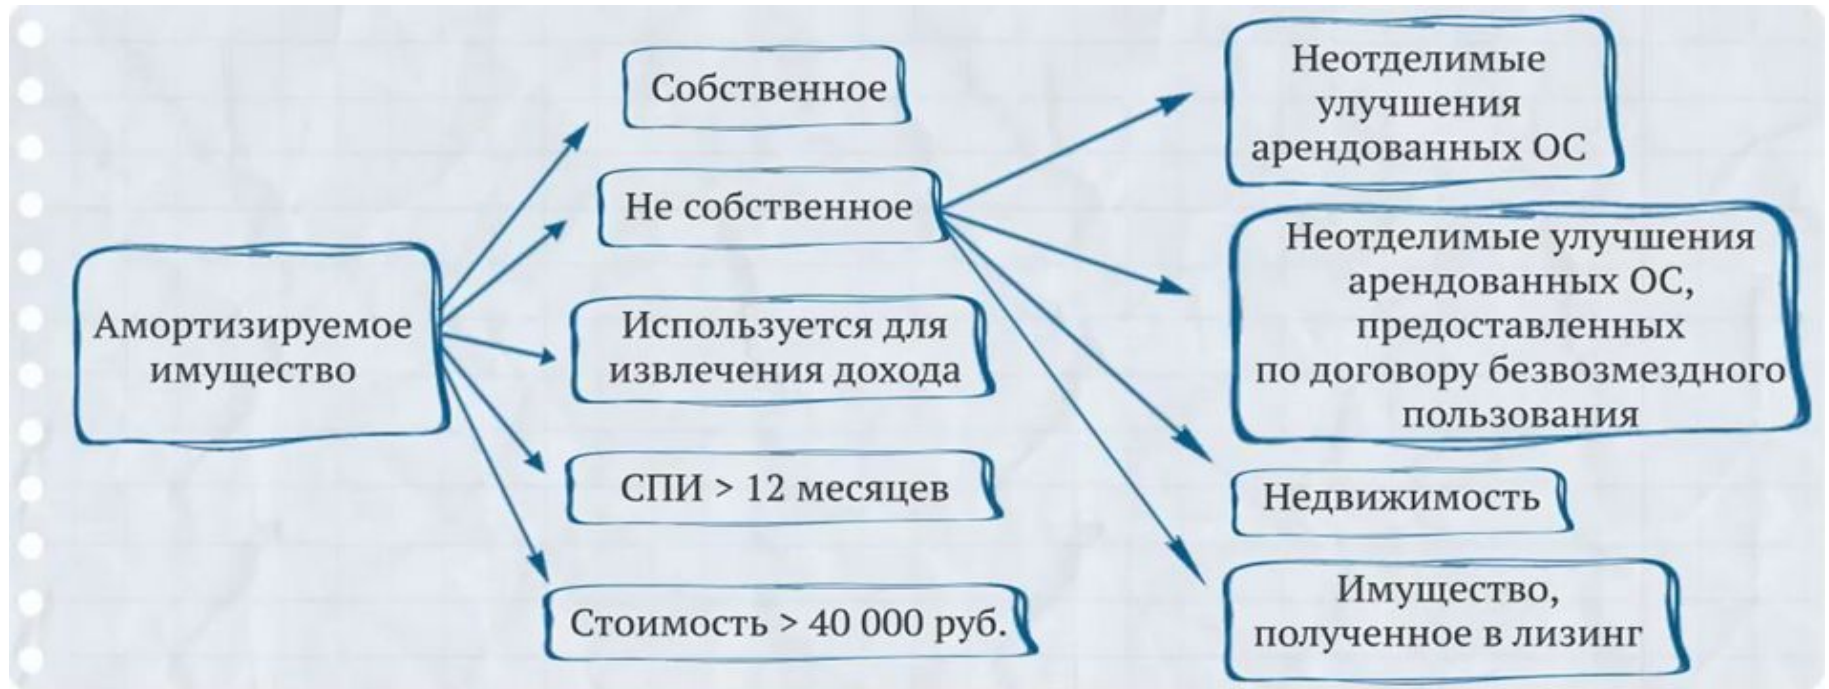 Амортизируемое
имущество
Собственное
Не собственное
Используется для
извлечения дохода
СПИ > 12 месяцев
Стоимость > 40 000 руб.
Неотделимые
улучшения
арендованных ОС
Неотделимые улучшения
арендованных ОС,
предоставленных
по договору безвозмездного
пользования
Недвижимость
Имущество,
полученное в лизинг